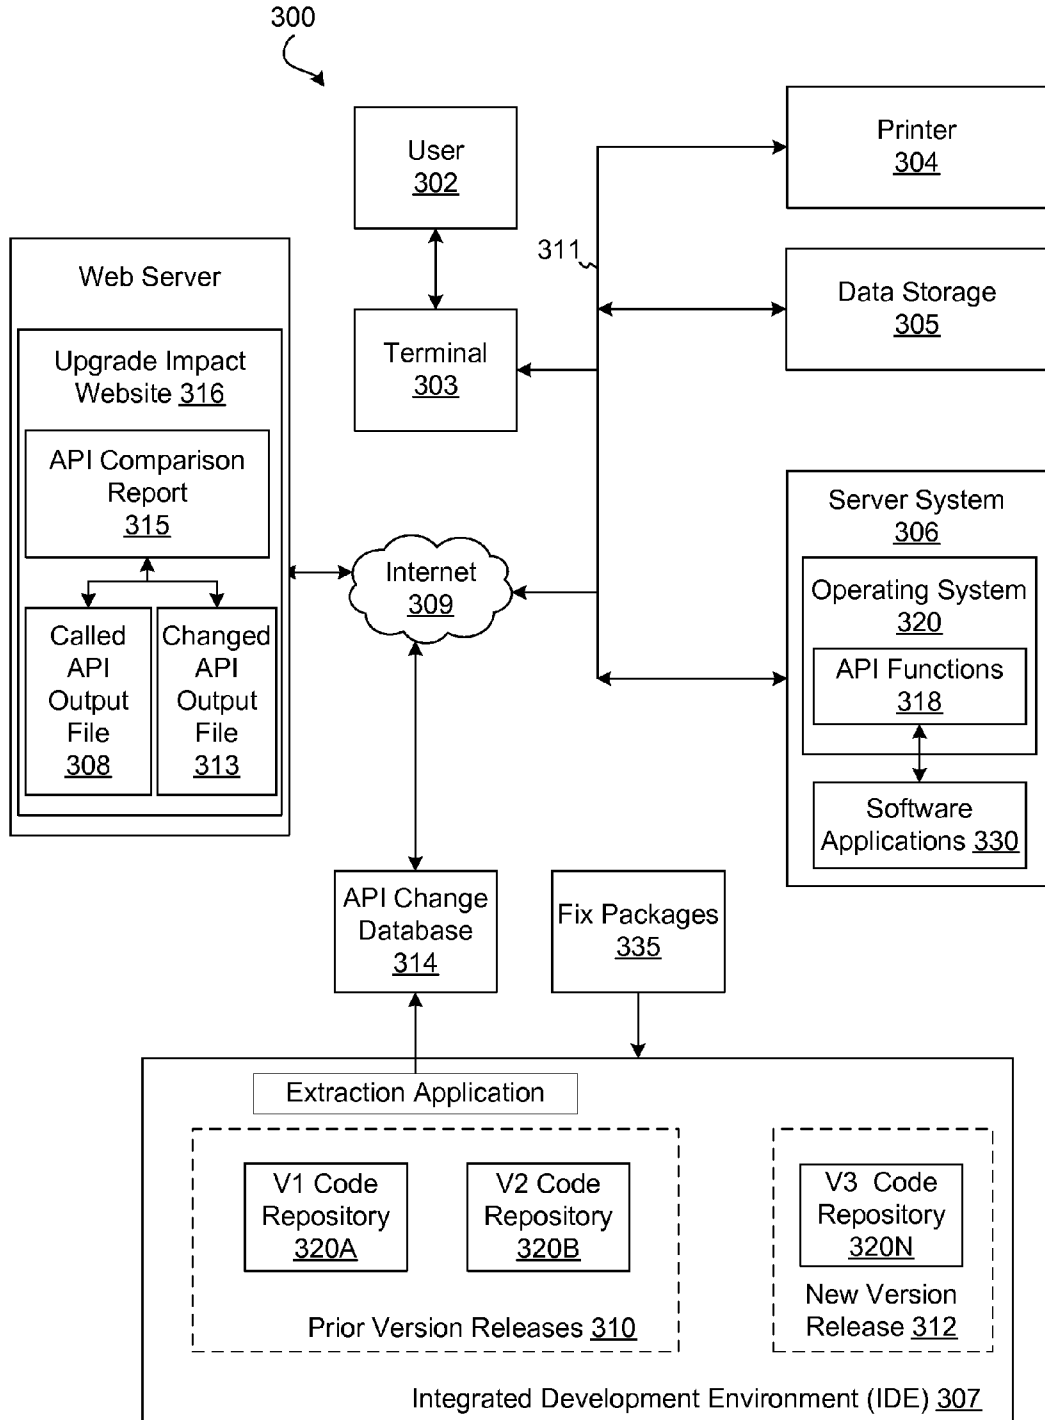 300
User
302
Printer
304
311
Data Storage
305
Terminal
303
Web Server
Upgrade Impact
Website 316
API Comparison
Report
315
Called
API
Output
File
308
Changed
API
Output
File
313
Internet
309
Server System
306
Operating System
320
API Functions
318
Software
Applications 330
API Change
Database
314
Fix Packages
335
Extraction Application
V1 Code
Repository
320A
V2 Code
Repository
320B
Prior Version Releases 310
V3 Code
Repository
320N
New Version
Release 312
Integrated Development Environment (IDE) 307